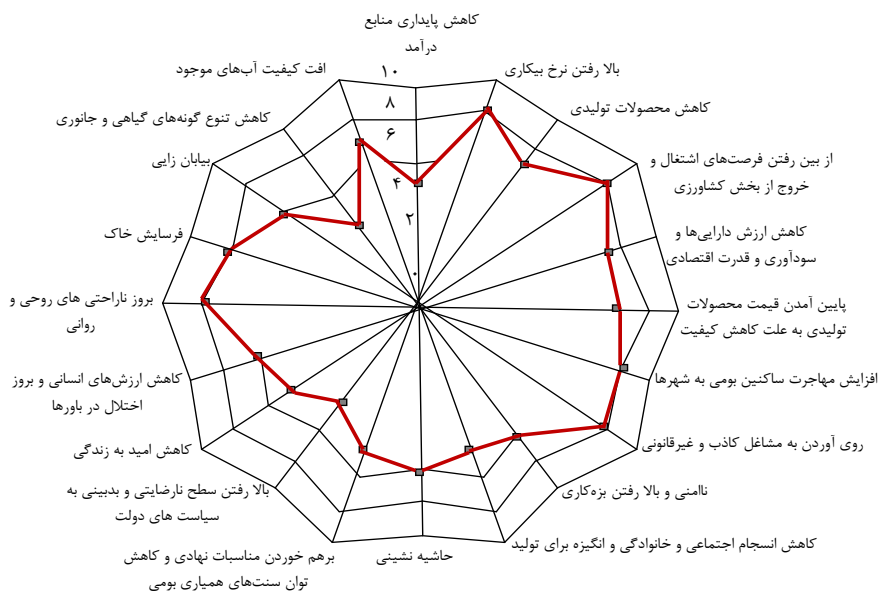 کاهش پایداری منابع
درآمد
بالا رفتن نرخ بیکاری
کاهش محصولات تولیدی
از بین رفتن فرصت‌های اشتغال و
خروج از بخش کشاورزی
کاهش ارزش دارایی‌ها و
سودآوری و قدرت اقتصادی
پایین آمدن قیمت محصولات
تولیدی به علت کاهش کیفیت
افزایش مهاجرت ساکنین بومی به شهرها
روی آوردن به مشاغل کاذب و غیرقانونی
ناامنی و بالا رفتن بزه‌کاری
کاهش انسجام اجتماعی و خانوادگی و انگیزه برای تولید
حاشیه نشینی
برهم خوردن مناسبات نهادی و کاهش
توان سنت‌های همیاری بومی
بالا رفتن سطح نارضایتی و بدبینی به
سیاست های دولت
کاهش امید به زندگی
کاهش ارزش‌های انسانی و بروز
اختلال در باورها
بروز ناراحتی های روحی و
روانی
فرسایش خاک
بیابان زایی
کاهش تنوع گونه‌های گیاهی و جانوری
افت کیفیت آب‌های موجود
۱۰
۸
۶
۴
۲
۰